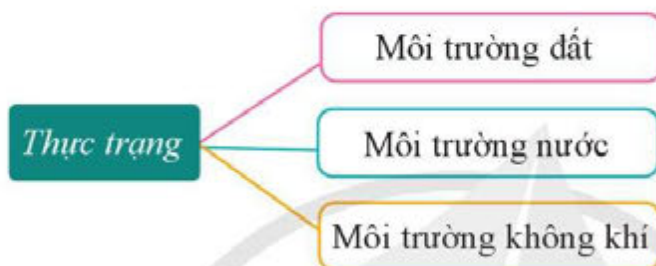 Thực trạng
Môi trường đất
Môi trường nước
Môi trường không khí